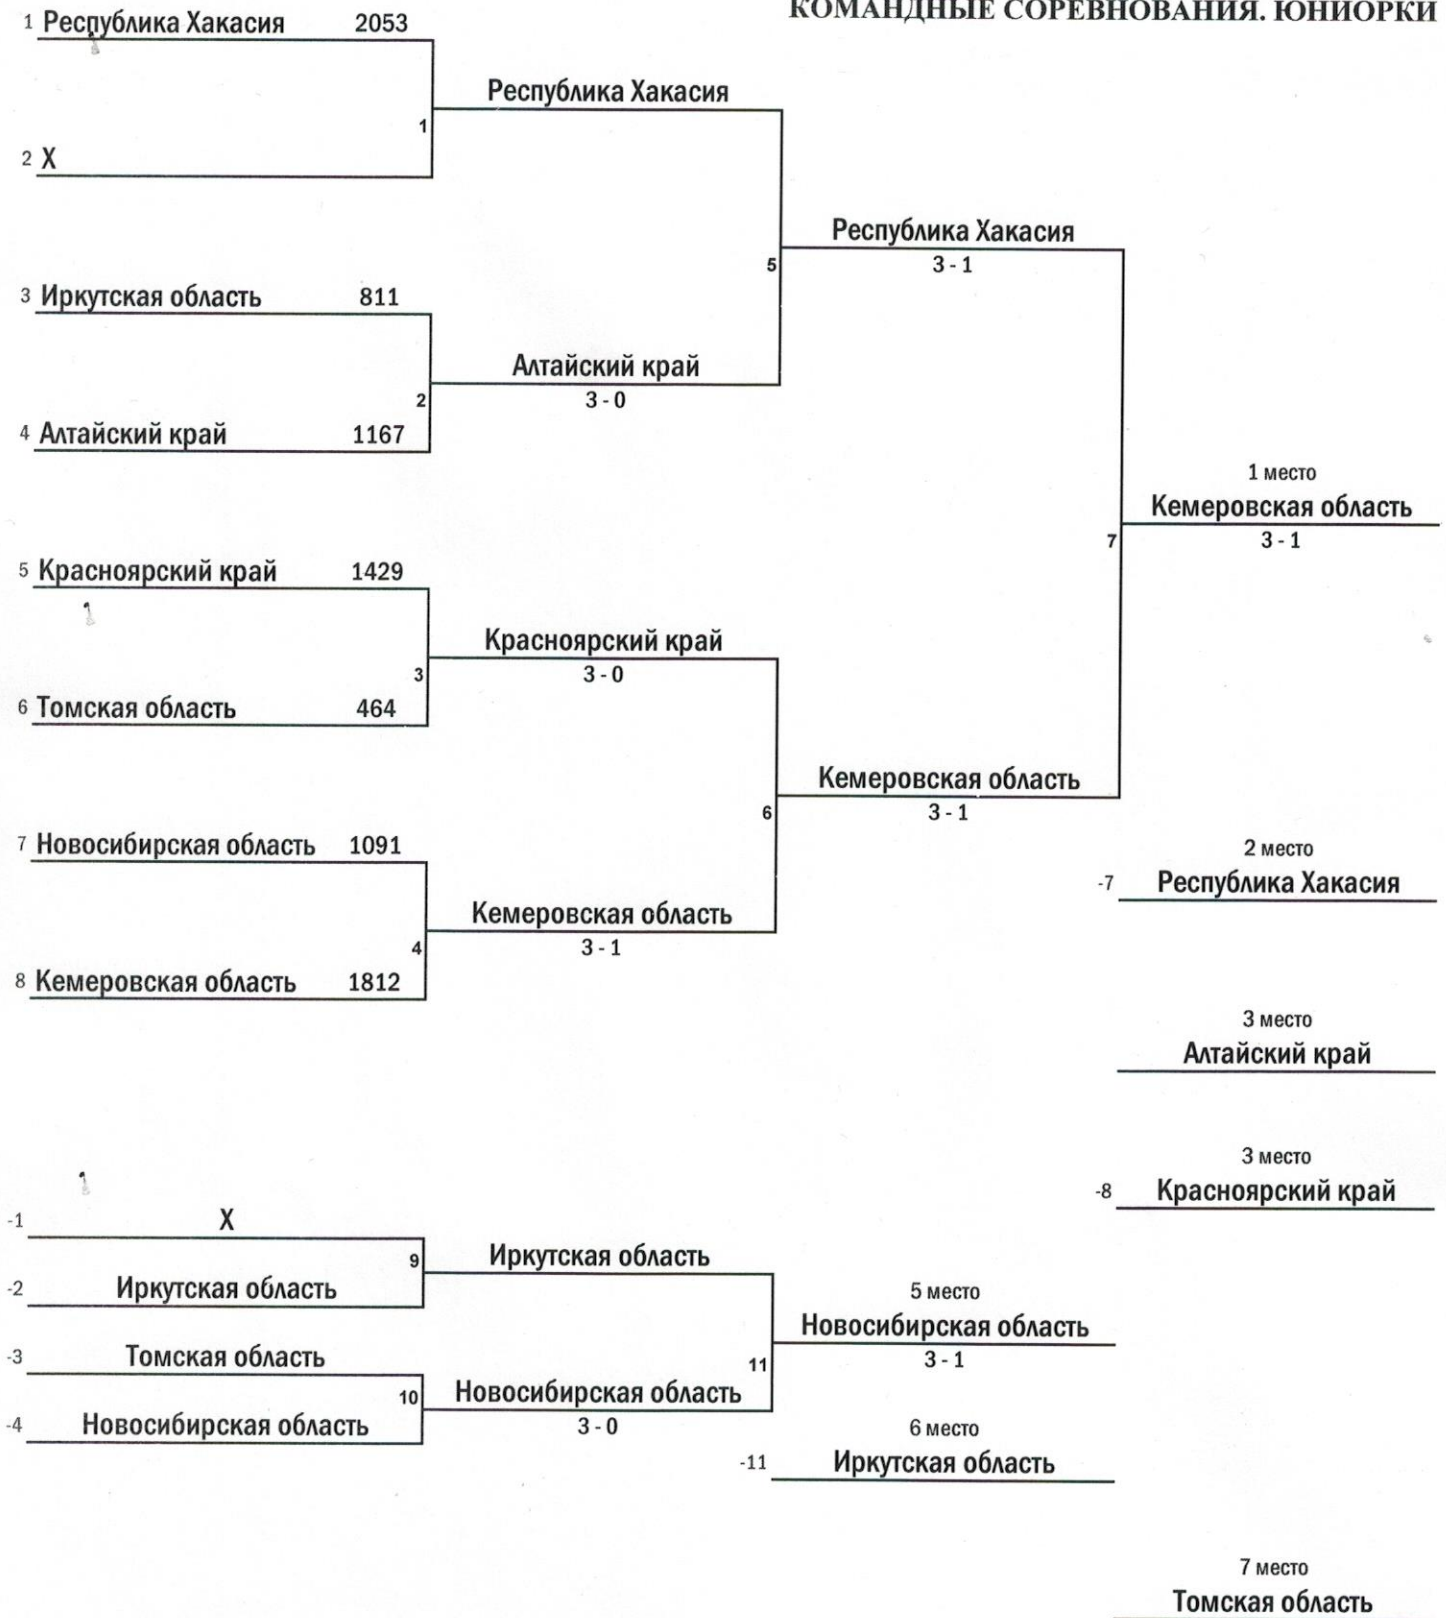 КОМАНДНЫЕ СОРЕВНОВАНИЯ. ЮНИОРКИ
1 Республика Хакасия 2053
Республика Хакасия
1
2 X
Республика Хакасия
5
3 - 1
3 Иркутская область 811
Алтайский край
2
3 - 0
4 Алтайский край 1167
1 место
Кемеровская область
7
3 - 1
5 Красноярский край 1429
Красноярский край
3
3 - 0
6 Томская область 464
Кемеровская область
6
3 - 1
7 Новосибирская область 1091
2 место
-7 Республика Хакасия
Кемеровская область
4
3 - 1
8 Кемеровская область 1812
3 место
Алтайский край
3 место
-8 Красноярский край
-1 X
9
Иркутская область
-2 Иркутская область
5 место
Новосибирская область
11
3 - 1
-3 Томская область
10
Новосибирская область
3 - 0
-4 Новосибирская область
6 место
-11 Иркутская область
7 место
Томская область